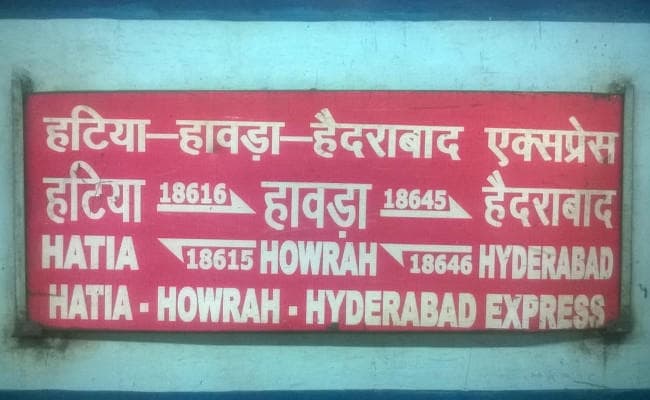 हटिया–हावड़ा–हैदराबाद एक्सप्रेस
हटिया 18616 हावड़ा 18645 हैदराबाद
HATIA 18615 HOWRAH 18646 HYDERABAD
HATIA - HOWRAH - HYDERABAD EXPRESS